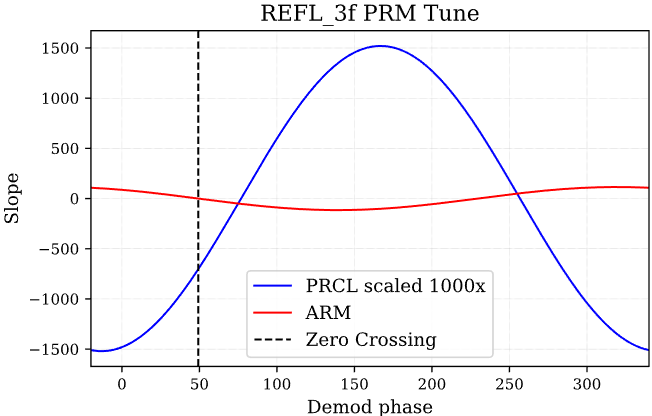 REFL_3f PRM Tune
Slope
1500
1000
500
0
−500
−1000
−1500
PRCL scaled 1000x
ARM
Zero Crossing
0 50 100 150 200 250 300
Demod phase